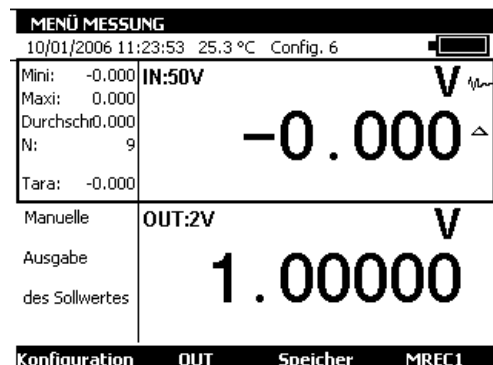 MENÜ MESSUNG
10/01/2006 11:23:53 25.3 °C Config. 6
Mini: -0.000
Maxi: 0.000
Durchschn0.000
N: 9
Tara: -0.000
IN:50V
V
-0.000
Manuelle
Ausgabe
des Sollwertes
OUT:2V
V
1.00000
Konfiguration OUT Speicher MREC1